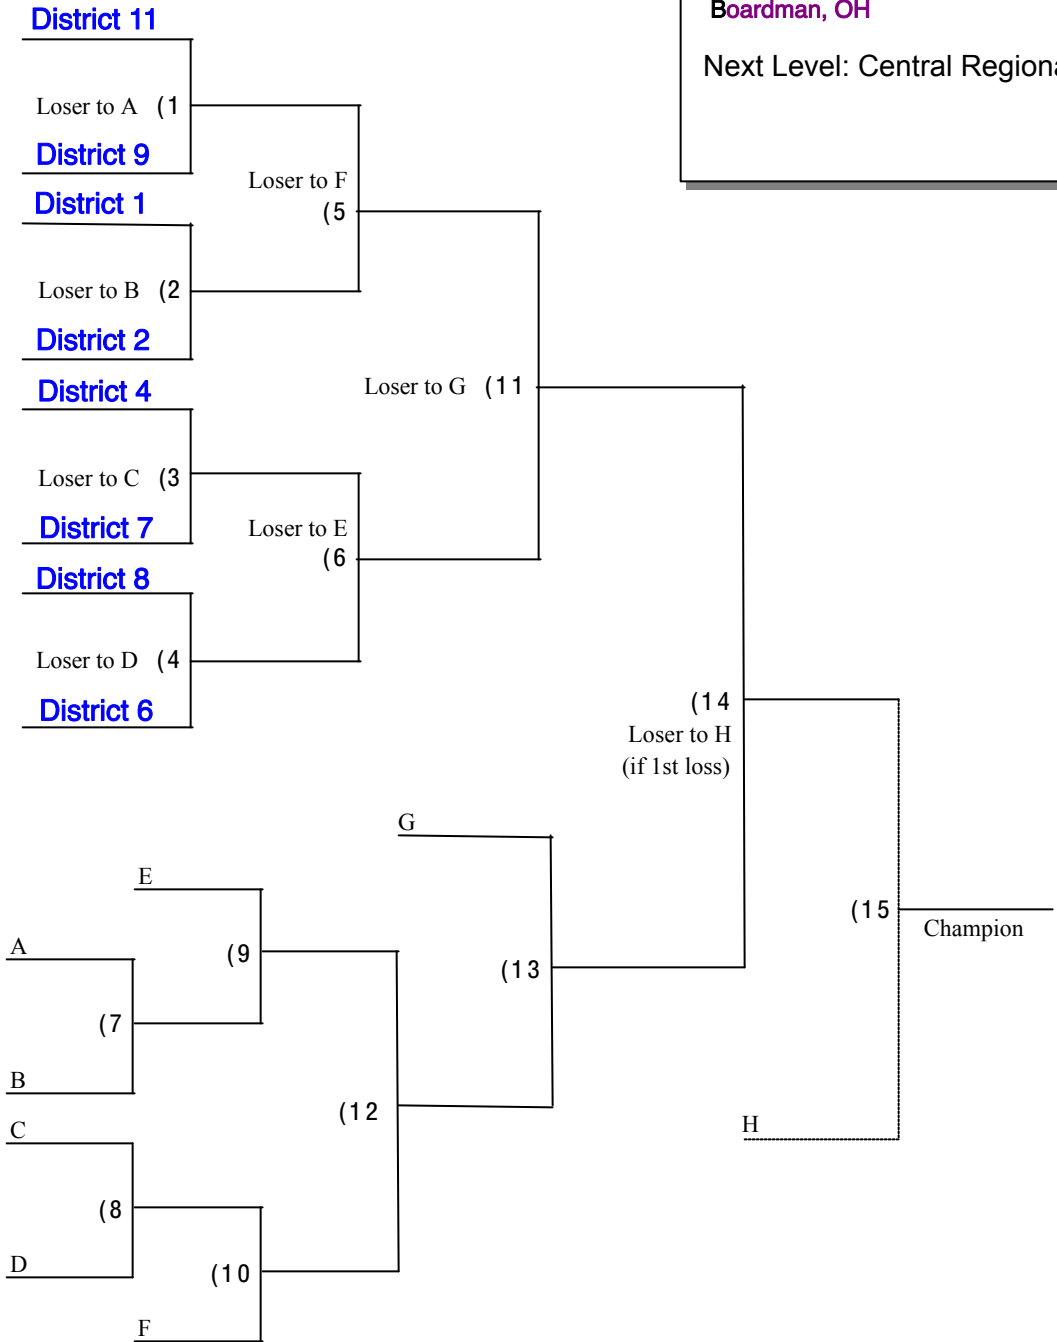 District 11
Boardman, OH
Next Level: Central Regiona
Loser to A (1
District 9
Loser to F
(5
District 1
Loser to B (2
District 2
District 4
Loser to G (11
Loser to C (3
District 7
Loser to E
(6
District 8
Loser to D (4
District 6
(14
Loser to H
(if 1st loss)
G
E
(15
Champion
A
(9
(13
(7
B
(12
C
H
(8
D
(10
F